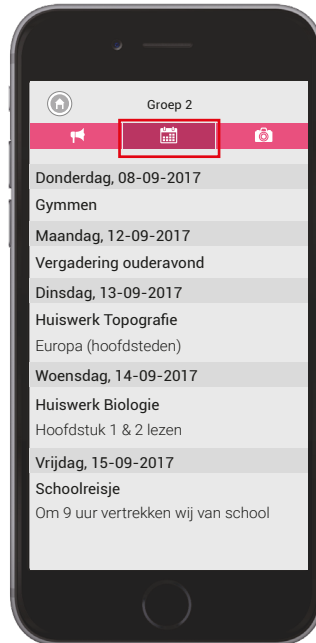 Groep 2
Donderdag, 08-09-2017
Gymmen
Maandag, 12-09-2017
Vergadering ouderavond
Dinsdag, 13-09-2017
Huiswerk Topografie
Europa (hoofdsteden)
Woensdag, 14-09-2017
Huiswerk Biologie
Hoofdstuk 1 & 2 lezen
Vrijdag, 15-09-2017
Schoolreisje
Om 9 uur vertrekken wij van school